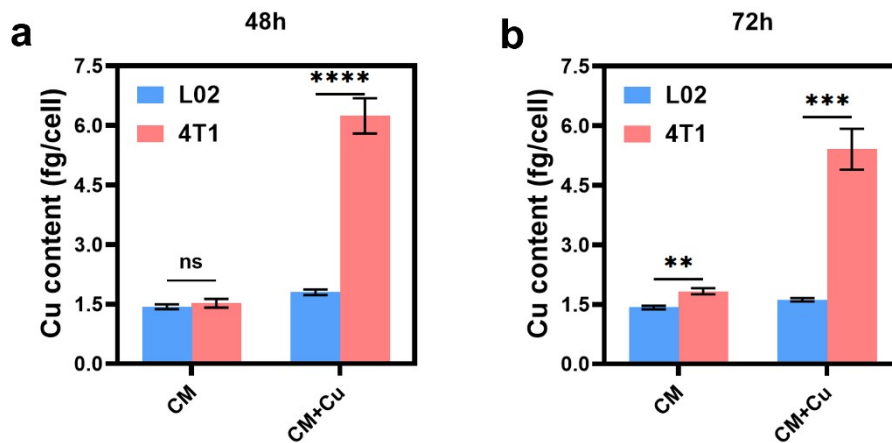 a
48h
Cu content (fg/cell)
7.5
6.0
4.5
3.0
1.5
0.0
L02
4T1
ns
****
CM
CM+Cu
b
72h
Cu content (fg/cell)
7.5
6.0
4.5
3.0
1.5
0.0
L02
4T1
**
***
CM
CM+Cu